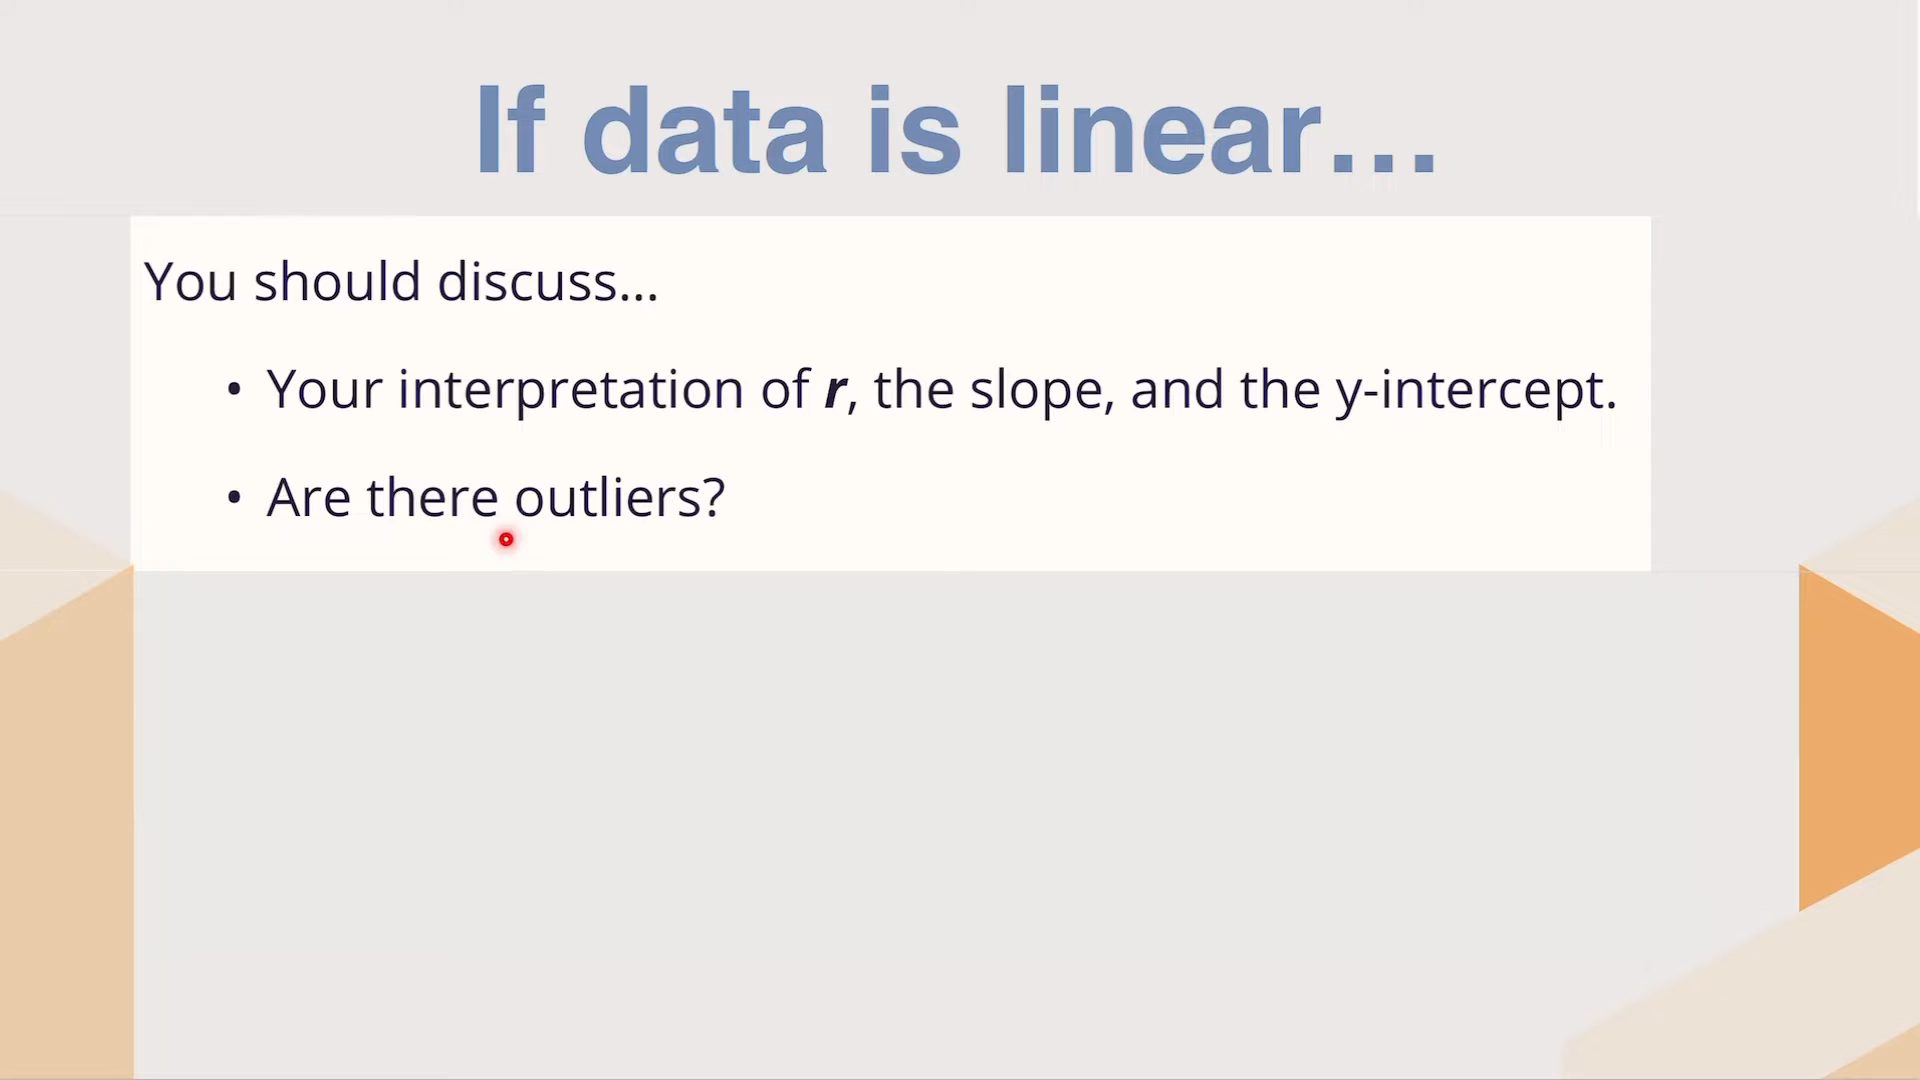 If data is linear...
You should discuss...
• Your interpretation of r, the slope, and the y-intercept.
• Are there outliers?